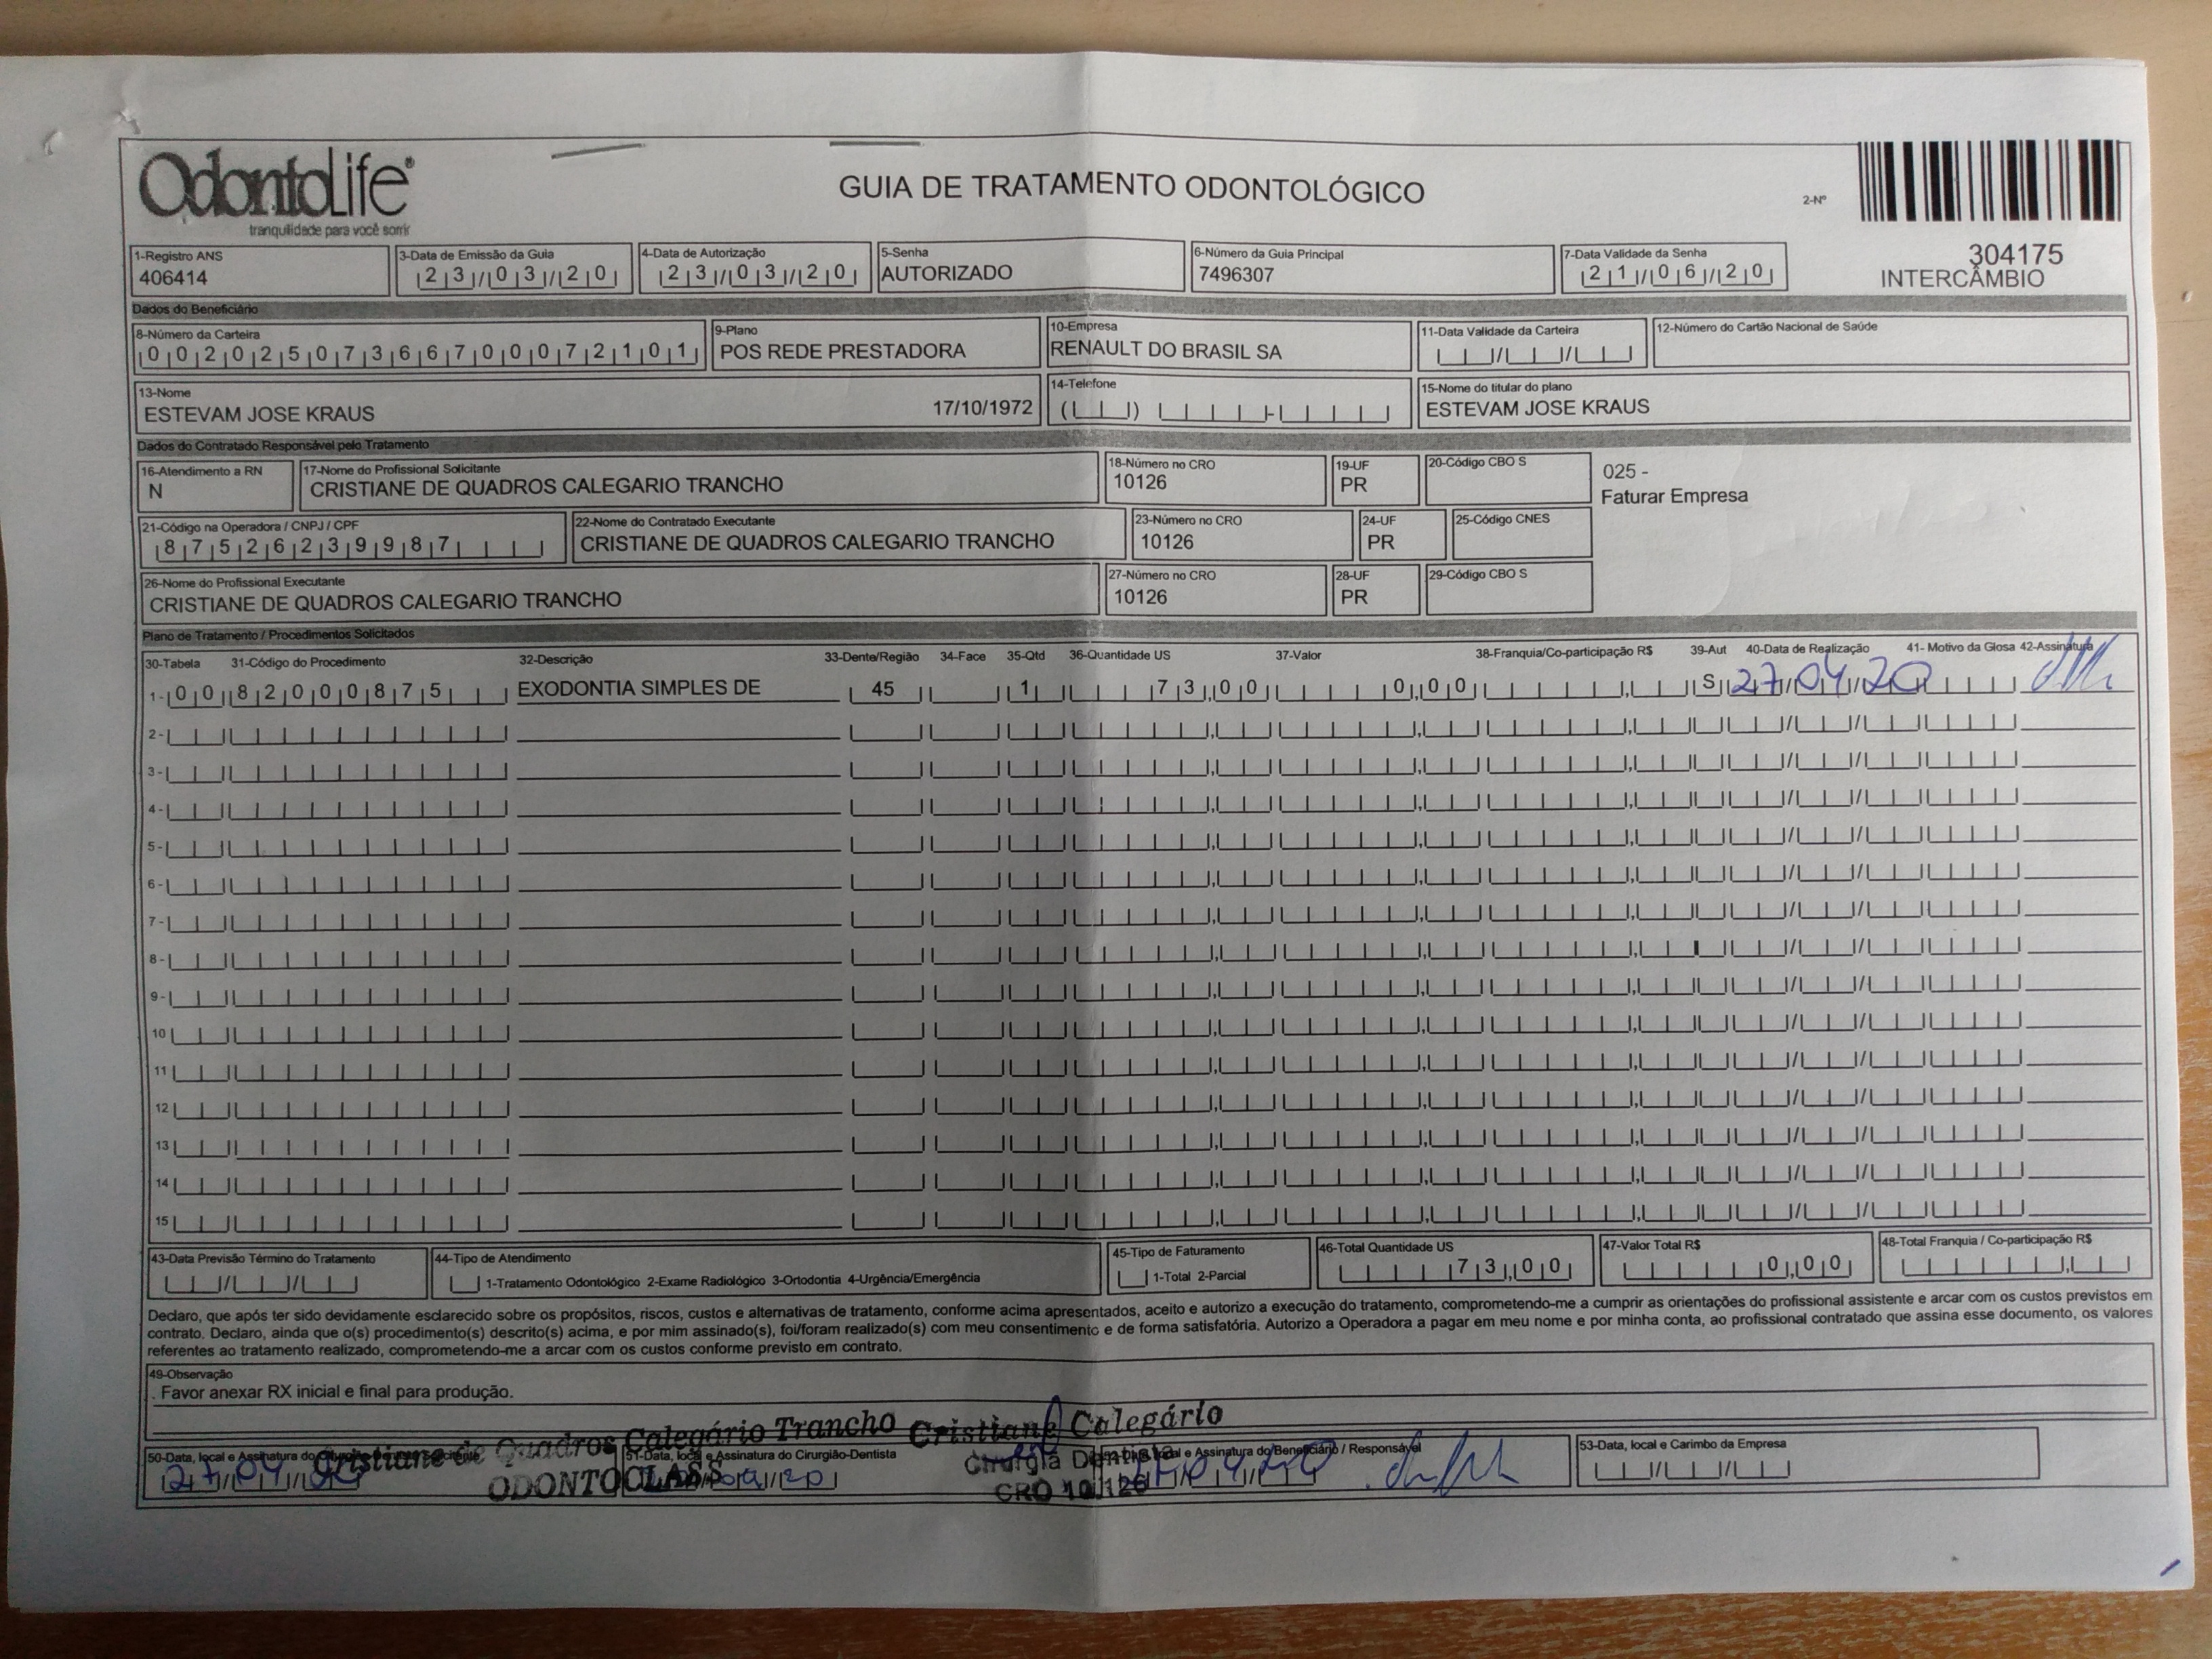 OdontoLife®
tranquilidade para você sorrir
GUIA DE TRATAMENTO ODONTOLÓGICO
2-Nº
304175
INTERCÂMBIO
1-Registro ANS
406414
3-Data de Emissão da Guia
23/03/20
4-Data de Autorização
23/03/20
5-Senha
AUTORIZADO
6-Número da Guia Principal
7496307
7-Data Validade da Senha
21/06/20
Dados do Beneficiário
8-Número da Carteira
00202507366700072101
9-Plano
POS REDE PRESTADORA
10-Empresa
RENAULT DO BRASIL SA
11-Data Validade da Carteira
12-Número do Cartão Nacional de Saúde
13-Nome
ESTEVAM JOSE KRAUS 17/10/1972
14-Telefone
15-Nome do titular do plano
ESTEVAM JOSE KRAUS
Dados do Contratado Responsável pelo Tratamento
16-Atendimento a RN
N
17-Nome do Profissional Solicitante
CRISTIANE DE QUADROS CALEGARIO TRANCHO
18-Número no CRO
10126
19-UF
PR
20-Código CBO S
025 -
Faturar Empresa
21-Código na Operadora / CNPJ / CPF
87526239987
22-Nome do Contratado Executante
CRISTIANE DE QUADROS CALEGARIO TRANCHO
23-Número no CRO
10126
24-UF
PR
25-Código CNES
26-Nome do Profissional Executante
CRISTIANE DE QUADROS CALEGARIO TRANCHO
27-Número no CRO
10126
28-UF
PR
29-Código CBO S
Plano de Tratamento / Procedimentos Solicitados
30-Tabela 31-Código do Procedimento 32-Descrição 33-Dente/Região 34-Face 35-Qtd 36-Quantidade US 37-Valor 38-Franquia/Co-participação R$ 39-Aut 40-Data de Realização 41- Motivo da Glosa 42-Assinatura
1- 00 82000875 EXODONTIA SIMPLES DE 45 1 73,00 0,00 S 27/04/20
2-
3-
4-
5-
6-
7-
8-
9-
10
11
12
13
14
15
43-Data Previsão Término do Tratamento
44-Tipo de Atendimento
1-Tratamento Odontológico 2-Exame Radiológico 3-Ortodontia 4-Urgência/Emergência
45-Tipo de Faturamento
1-Total 2-Parcial
46-Total Quantidade US
73,00
47-Valor Total R$
0,00
48-Total Franquia / Co-participação R$
Declaro, que após ter sido devidamente esclarecido sobre os propósitos, riscos, custos e alternativas de tratamento, conforme acima apresentados, aceito e autorizo a execução do tratamento, comprometendo-me a cumprir as orientações do profissional assistente e arcar com os custos previstos em
contrato. Declaro, ainda que o(s) procedimento(s) descrito(s) acima, e por mim assinado(s), foi/foram realizado(s) com meu consentimento e de forma satisfatória. Autorizo a Operadora a pagar em meu nome e por minha conta, ao profissional contratado que assina esse documento, os valores
referentes ao tratamento realizado, comprometendo-me a arcar com os custos conforme previsto em contrato.
49-Observação
. Favor anexar RX inicial e final para produção.
Cristiane de Quadros Calegário Trancho
ODONTOCLASS
Cristiane Calegário
Cirurgiã Dentista
CRO 10.126
50-Data, local e Assinatura do
27/04/20
51-Data, local e Assinatura do Cirurgião-Dentista
local e Assinatura do Beneficiário / Responsável
53-Data, local e Carimbo da Empresa